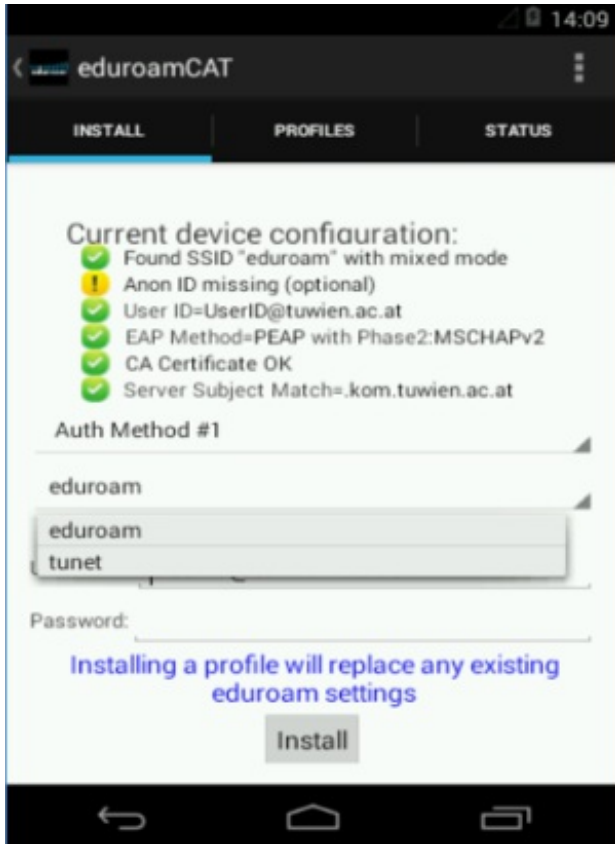 14:09
eduroamCAT
INSTALL PROFILES STATUS
Current device configuration:
Found SSID "eduroam" with mixed mode
Anon ID missing (optional)
User ID=UserID@tuwien.ac.at
EAP Method=PEAP with Phase2:MSCHAPv2
CA Certificate OK
Server Subject Match=.kom.tuwien.ac.at
Auth Method #1
eduroam
eduroam
tunet
Password:
Installing a profile will replace any existing
eduroam settings
Install